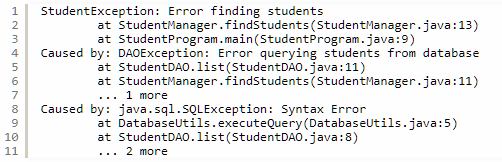 1 StudentException: Error finding students
2 at StudentManager.findStudents(StudentManager.java:13)
3 at StudentProgram.main(StudentProgram.java:9)
4 Caused by: DAOException: Error querying students from database
5 at StudentDAO.list(StudentDAO.java:11)
6 at StudentManager.findStudents(StudentManager.java:11)
7 ... 1 more
8 Caused by: java.sql.SQLException: Syntax Error
9 at DatabaseUtils.executeQuery(DatabaseUtils.java:5)
10 at StudentDAO.list(StudentDAO.java:8)
11 ... 2 more